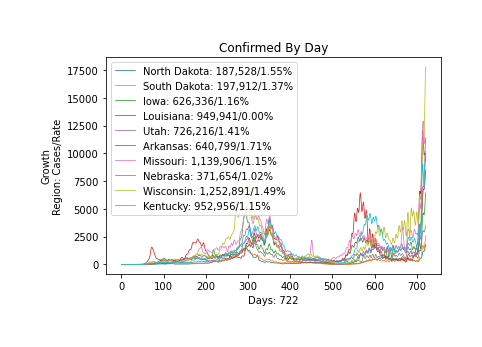 Confirmed By Day
Growth
Region: Cases/Rate
17500
15000
12500
10000
7500
5000
2500
0
North Dakota: 187,528/1.55%
South Dakota: 197,912/1.37%
Iowa: 626,336/1.16%
Louisiana: 949,941/0.00%
Utah: 726,216/1.41%
Arkansas: 640,799/1.71%
Missouri: 1,139,906/1.15%
Nebraska: 371,654/1.02%
Wisconsin: 1,252,891/1.49%
Kentucky: 952,956/1.15%
0 100 200 300 400 500 600 700
Days: 722